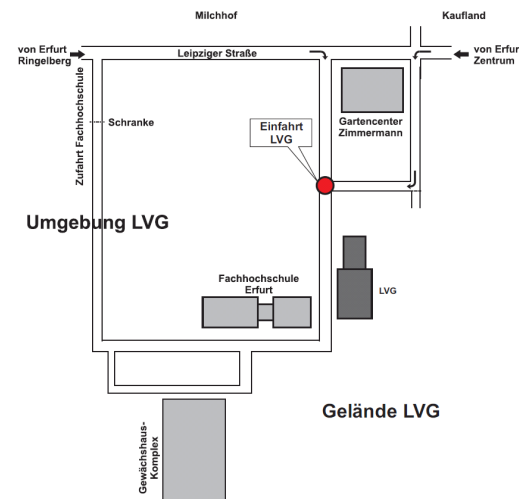 Milchhof
Kaufland
von Erfurt
Ringelberg
Leipziger Straße
von Erfurt
Zentrum
Zufahrt Fachhochschule
Schranke
Einfahrt
LVG
Gartencenter
Zimmermann
Umgebung LVG
Fachhochschule
Erfurt
LVG
Gelände LVG
Gewächshaus-
Komplex